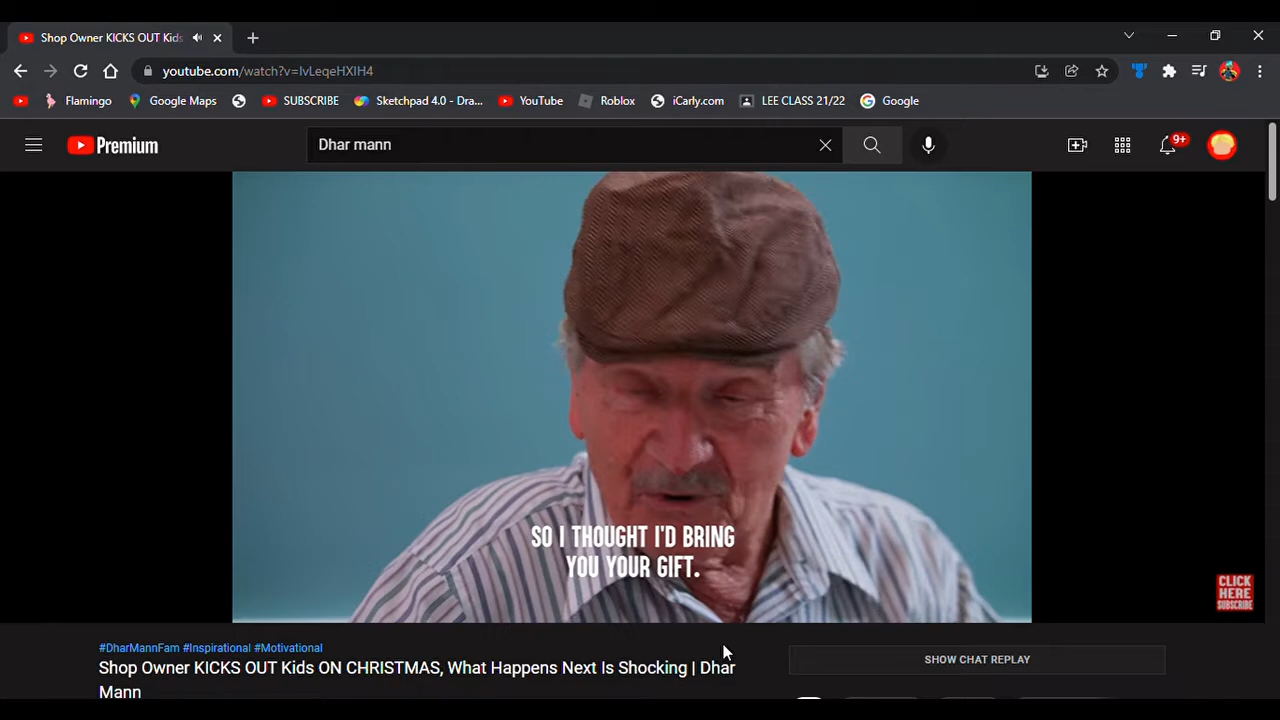 Shop Owner KICKS OUT Kids
youtube.com/watch?v=IvLeqeHXIH4
Flamingo Google Maps SUBSCRIBE Sketchpad 4.0 - Dra... YouTube Roblox iCarly.com LEE CLASS 21/22 Google
Premium Dhar mann 9+
SO I THOUGHT I'D BRING
YOU YOUR GIFT.
CLICK
HERE
SUBSCRIBE
#DharMannFam #Inspirational #Motivational
Shop Owner KICKS OUT Kids ON CHRISTMAS, What Happens Next Is Shocking | Dhar
Mann
SHOW CHAT REPLAY